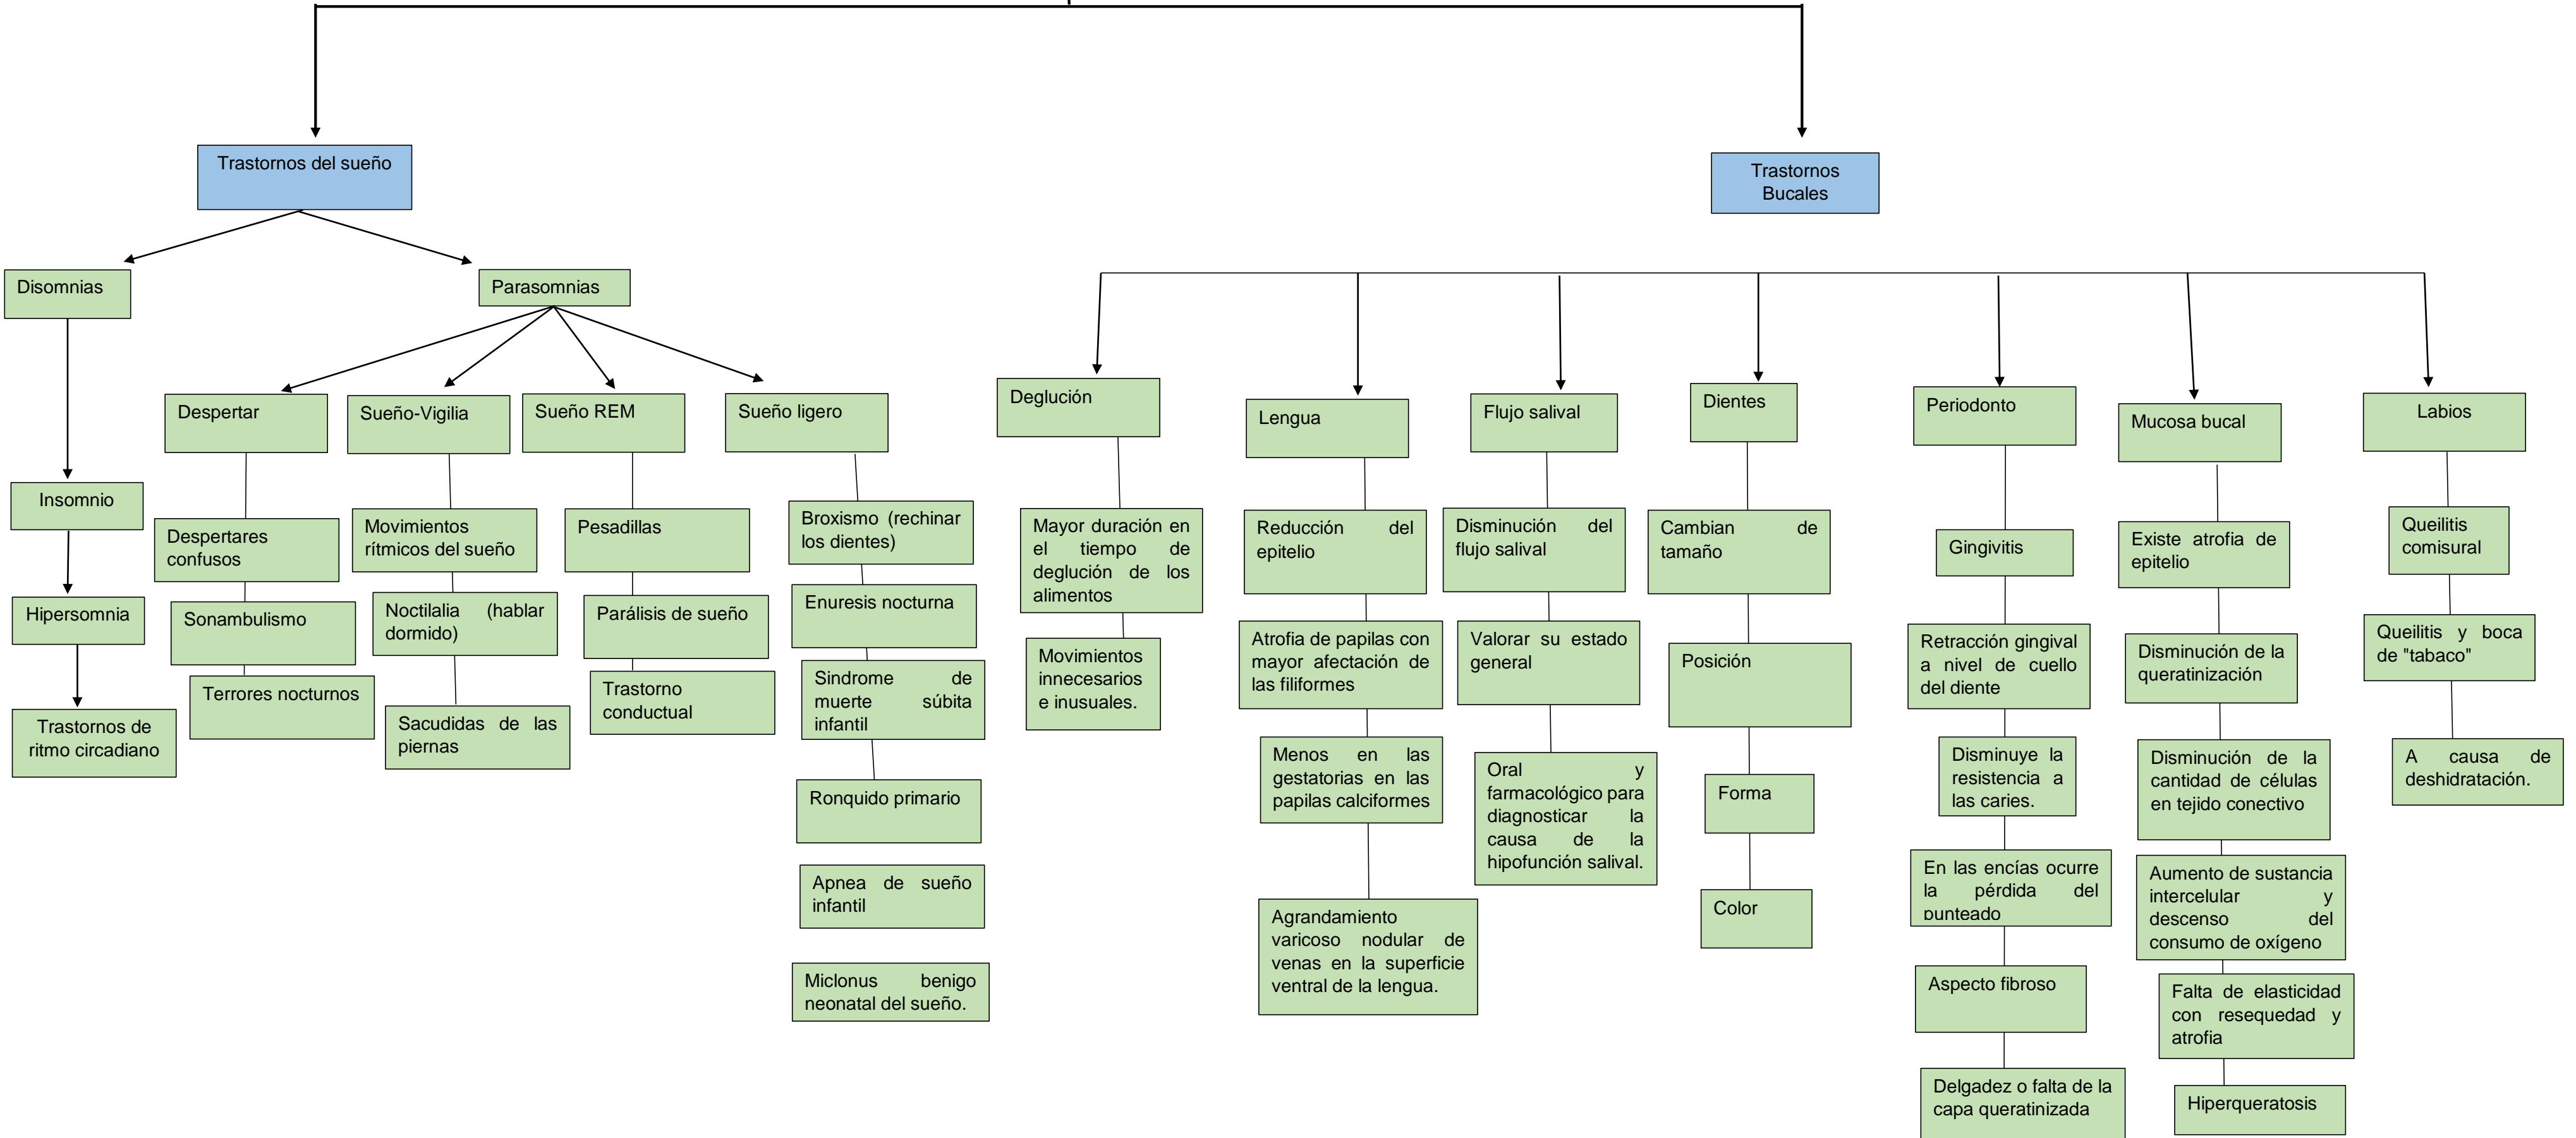 Trastornos del sueño
Trastornos
Bucales
Disomnias
Parasomnias
Insomnio
Hipersomnia
Trastornos de
ritmo circadiano
Despertar
Despertares
confusos
Sonambulismo
Terrores nocturnos
Sueño-Vigilia
Movimientos
rítmicos del sueño
Noctilalia (hablar
dormido)
Sacudidas de las
piernas
Sueño REM
Pesadillas
Parálisis de sueño
Trastorno
conductual
Sueño ligero
Broxismo (rechinar
los dientes)
Enuresis nocturna
Sindrome de
muerte súbita
infantil
Ronquido primario
Apnea de sueño
infantil
Miclonus benigo
neonatal del sueño.
Deglución
Mayor duración en
el tiempo de
deglución de los
alimentos
Movimientos
innecesarios
e inusuales.
Lengua
Reducción del
epitelio
Atrofia de papilas con
mayor afectación de
las filiformes
Menos en las
gestatorias en las
papilas calciformes
Agrandamiento
varicoso nodular de
venas en la superficie
ventral de la lengua.
Flujo salival
Disminución del
flujo salival
Valorar su estado
general
Oral y
farmacológico para
diagnosticar la
causa de la
hipofunción salival.
Dientes
Cambian de
tamaño
Posición
Forma
Color
Periodonto
Gingivitis
Retracción gingival
a nivel de cuello
del diente
Disminuye la
resistencia a
las caries.
En las encías ocurre
la pérdida del
punteado
Aspecto fibroso
Delgadez o falta de la
capa queratinizada
Mucosa bucal
Existe atrofia de
epitelio
Disminución de la
queratinización
Disminución de la
cantidad de células
en tejido conectivo
Aumento de sustancia
intercelular y
descenso del
consumo de oxígeno
Falta de elasticidad
con resequedad y
atrofia
Hiperqueratosis
Labios
Queilitis
comisural
Queilitis y boca
de "tabaco"
A causa de
deshidratación.